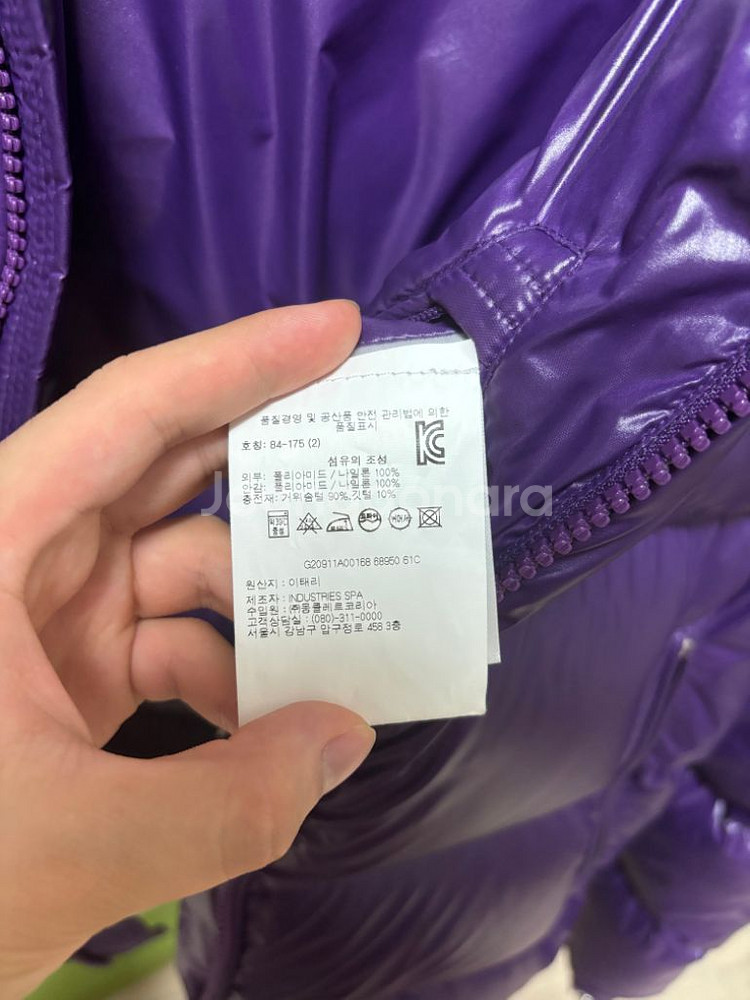 품질경영 및 공산품 안전 관리법에 의한
품질표시
호칭: 84-175 (2)
섬유의 조성
외부: 폴리아미드/나일론 100%
안감: 폴리아미드/나일론 100%
충전재: 거위솜털 90%,깃털 10%
G20911A00168 68950 61C
원산지 : 이태리
제조자 : INDUSTRIES SPA
수입원 : ㈜몽클레르코리아
고객상담실 : (080)-311-0000
서울시 강남구 압구정로 458 3층